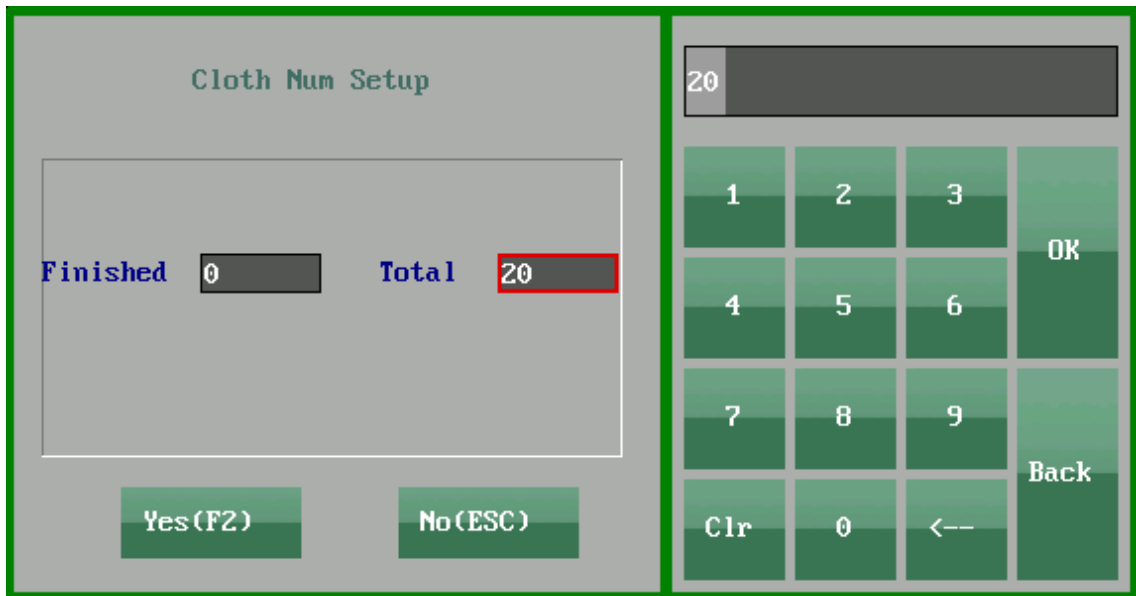 Cloth Num Setup
Finished 0 Total 20
Yes(F2) No(ESC)
20
1 2 3
OK
4 5 6
7 8 9
Back
Clr 0 <--